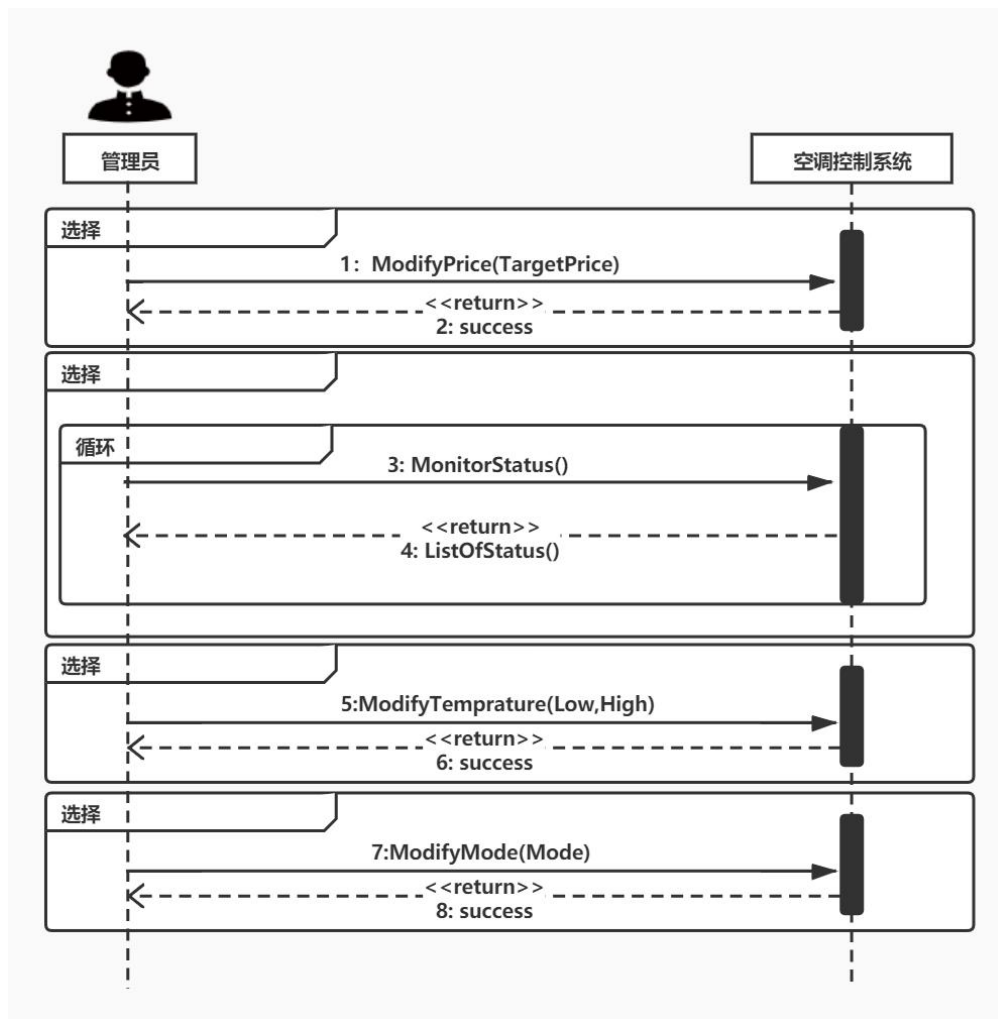 管理员
空调控制系统
选择
1: ModifyPrice(TargetPrice)
<<return>>
2: success
选择
循环
3: MonitorStatus()
<<return>>
4: ListOfStatus()
选择
5:ModifyTemprature(Low,High)
<<return>>
6: success
选择
7:ModifyMode(Mode)
<<return>>
8: success